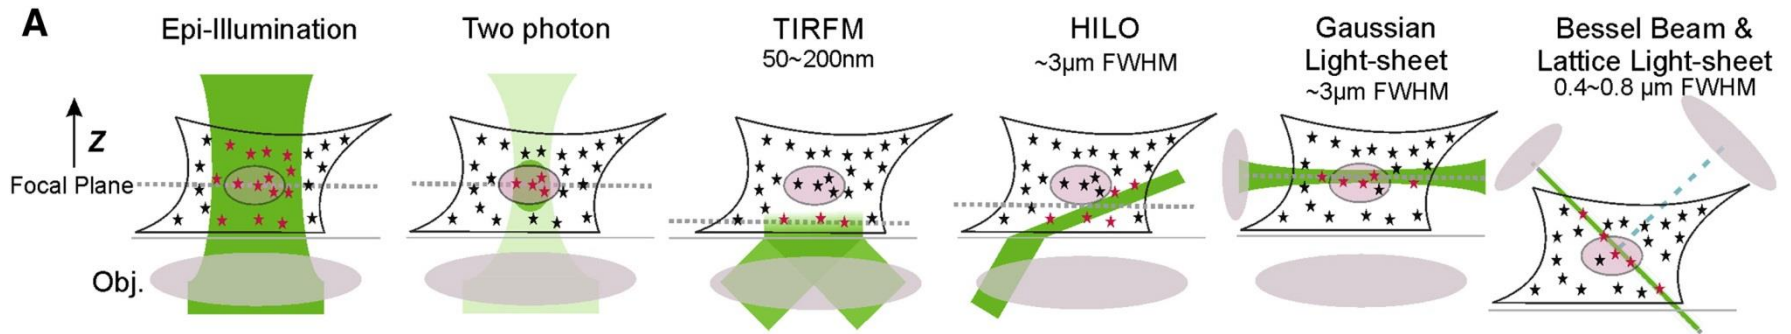 A
Epi-Illumination
Two photon
TIRFM
50~200nm
HILO
~3µm FWHM
Gaussian
Light-sheet
~3µm FWHM
Bessel Beam &
Lattice Light-sheet
0.4~0.8 µm FWHM
Z
Focal Plane
Obj.